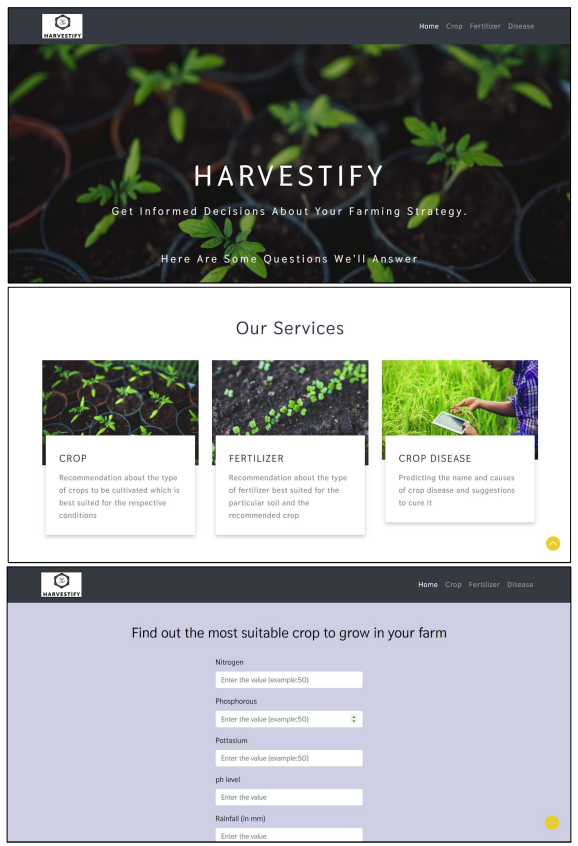 HARVESTIFY
Home Crop Fertilizer Disease
HARVESTIFY
Get Informed Decisions About Your Farming Strategy.
Here Are Some Questions We'll Answer
Our Services
CROP
Recommendation about the type
of crops to be cultivated which is
best suited for the respective
conditions
FERTILIZER
Recommendation about the type
of fertilizer best suited for the
particular soil and the
recommended crop
CROP DISEASE
Predicting the name and causes
of crop disease and suggestions
to cure it
HARVESTIFY
Home Crop Fertilizer Disease
Find out the most suitable crop to grow in your farm
Nitrogen
Enter the value (example:50)
Phosphorous
Enter the value (example:50)
Pottasium
Enter the value (example:50)
ph level
Enter the value
Rainfall (in mm)
Enter the value